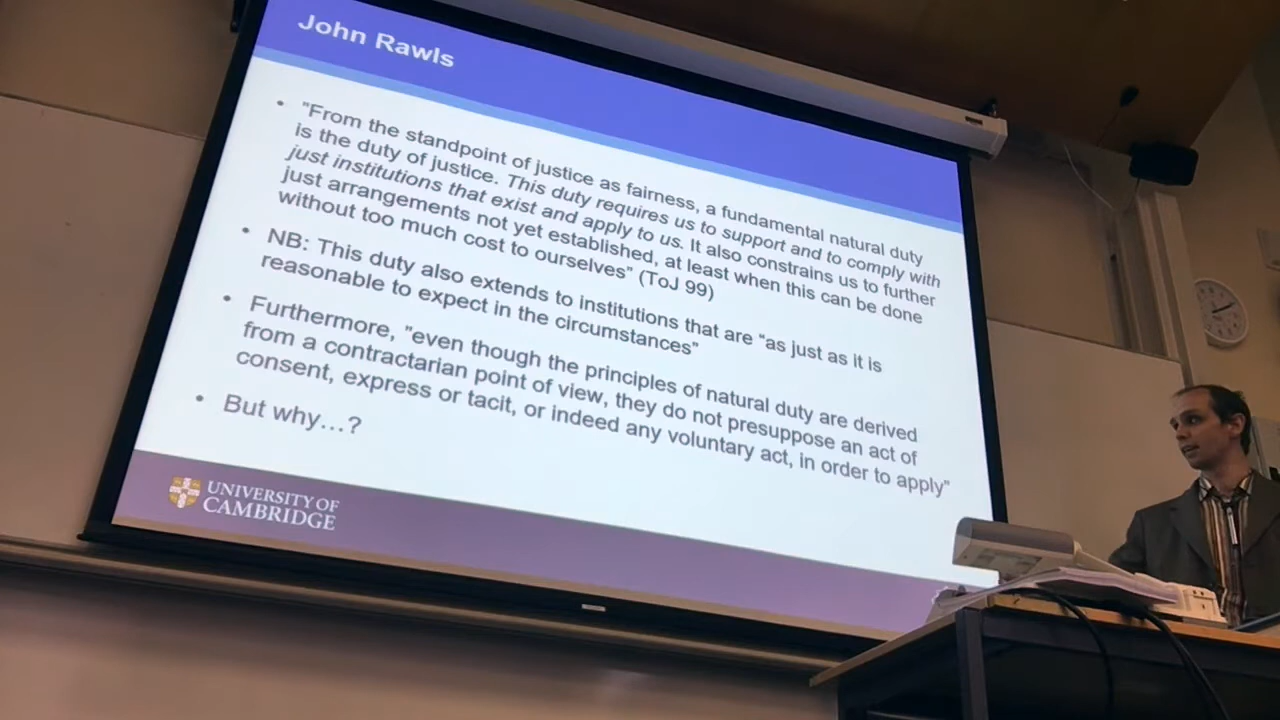 John Rawls
• "From the standpoint of justice as fairness, a fundamental natural duty
is the duty of justice. This duty requires us to support and to comply with
just institutions that exist and apply to us. It also constrains us to further
just arrangements not yet established, at least when this can be done
without too much cost to ourselves" (ToJ 99)
• NB: This duty also extends to institutions that are "as just as it is
reasonable to expect in the circumstances"
• Furthermore, "even though the principles of natural duty are derived
from a contractarian point of view, they do not presuppose an act of
consent, express or tacit, or indeed any voluntary act, in order to apply"
• But why…?
UNIVERSITY OF
CAMBRIDGE